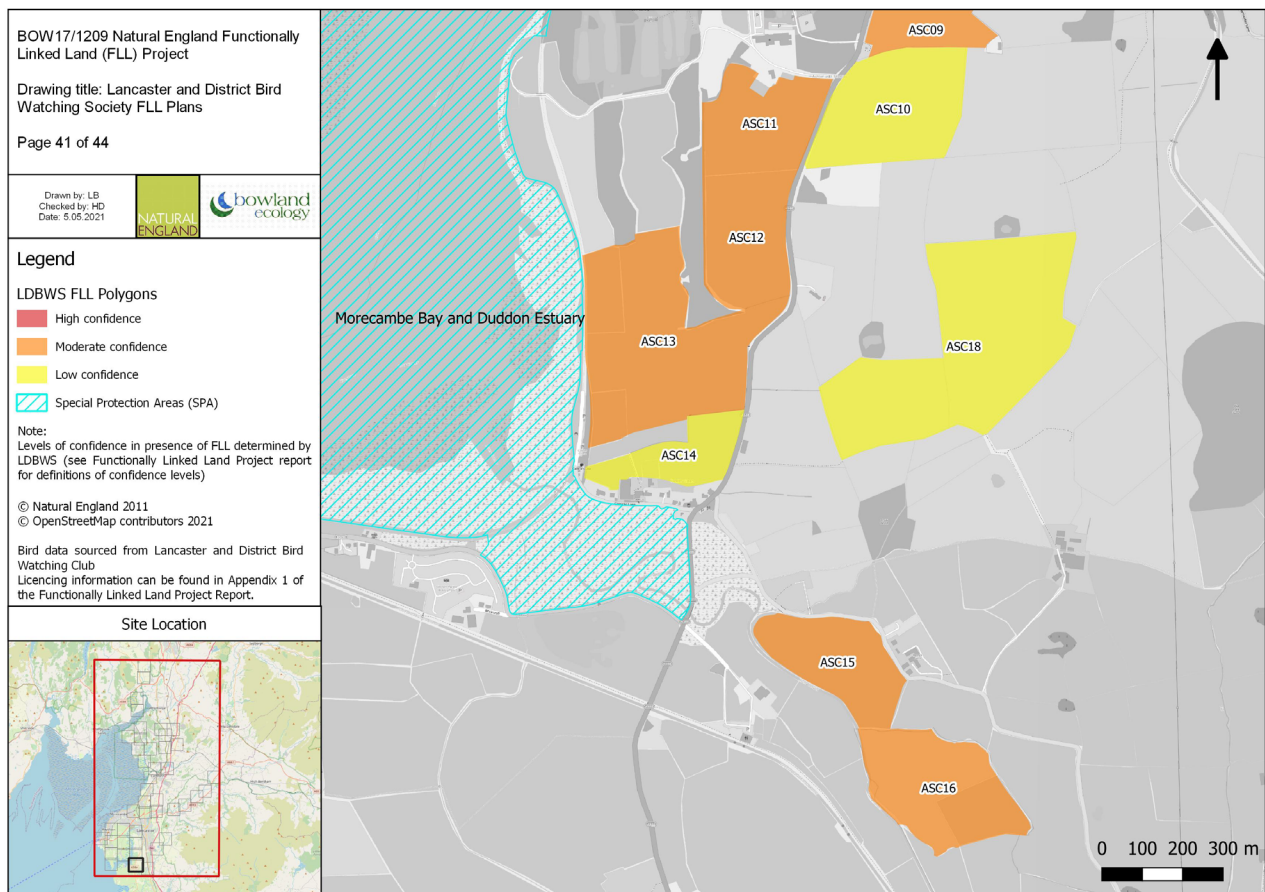 BOW17/1209 Natural England Functionally
Linked Land (FLL) Project
Drawing title: Lancaster and District Bird
Watching Society FLL Plans
Page 41 of 44
Drawn by: LB
Checked by: HD
Date: 5.05.2021
NATURAL
ENGLAND
bowland
ecology
Legend
LDBWS FLL Polygons
High confidence
Moderate confidence
Low confidence
Special Protection Areas (SPA)
Note:
Levels of confidence in presence of FLL determined by
LDBWS (see Functionally Linked Land Project report
for definitions of confidence levels)
© Natural England 2011
© OpenStreetMap contributors 2021
Bird data sourced from Lancaster and District Bird
Watching Club
Licencing information can be found in Appendix 1 of
the Functionally Linked Land Project Report.
Site Location
ASC09
ASC10
ASC11
ASC12
Morecambe Bay and Duddon Estuary
ASC13
ASC18
ASC14
ASC15
ASC16
0 100 200 300 m